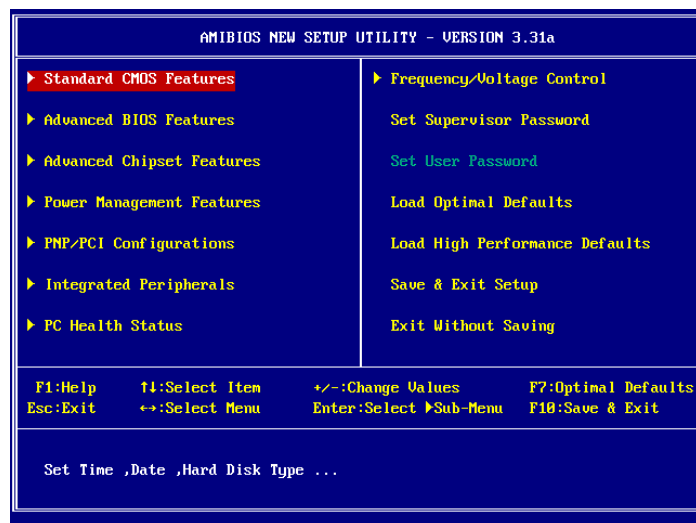 AMIBIOS NEW SETUP UTILITY - VERSION 3.31a
▶ Standard CMOS Features
▶ Advanced BIOS Features
▶ Advanced Chipset Features
▶ Power Management Features
▶ PNP/PCI Configurations
▶ Integrated Peripherals
▶ PC Health Status
▶ Frequency/Voltage Control
Set Supervisor Password
Set User Password
Load Optimal Defaults
Load High Performance Defaults
Save & Exit Setup
Exit Without Saving
F1:Help ↑↓:Select Item +/-:Change Values F7:Optimal Defaults
Esc:Exit ↔:Select Menu Enter:Select ▶Sub-Menu F10:Save & Exit
Set Time ,Date ,Hard Disk Type ...